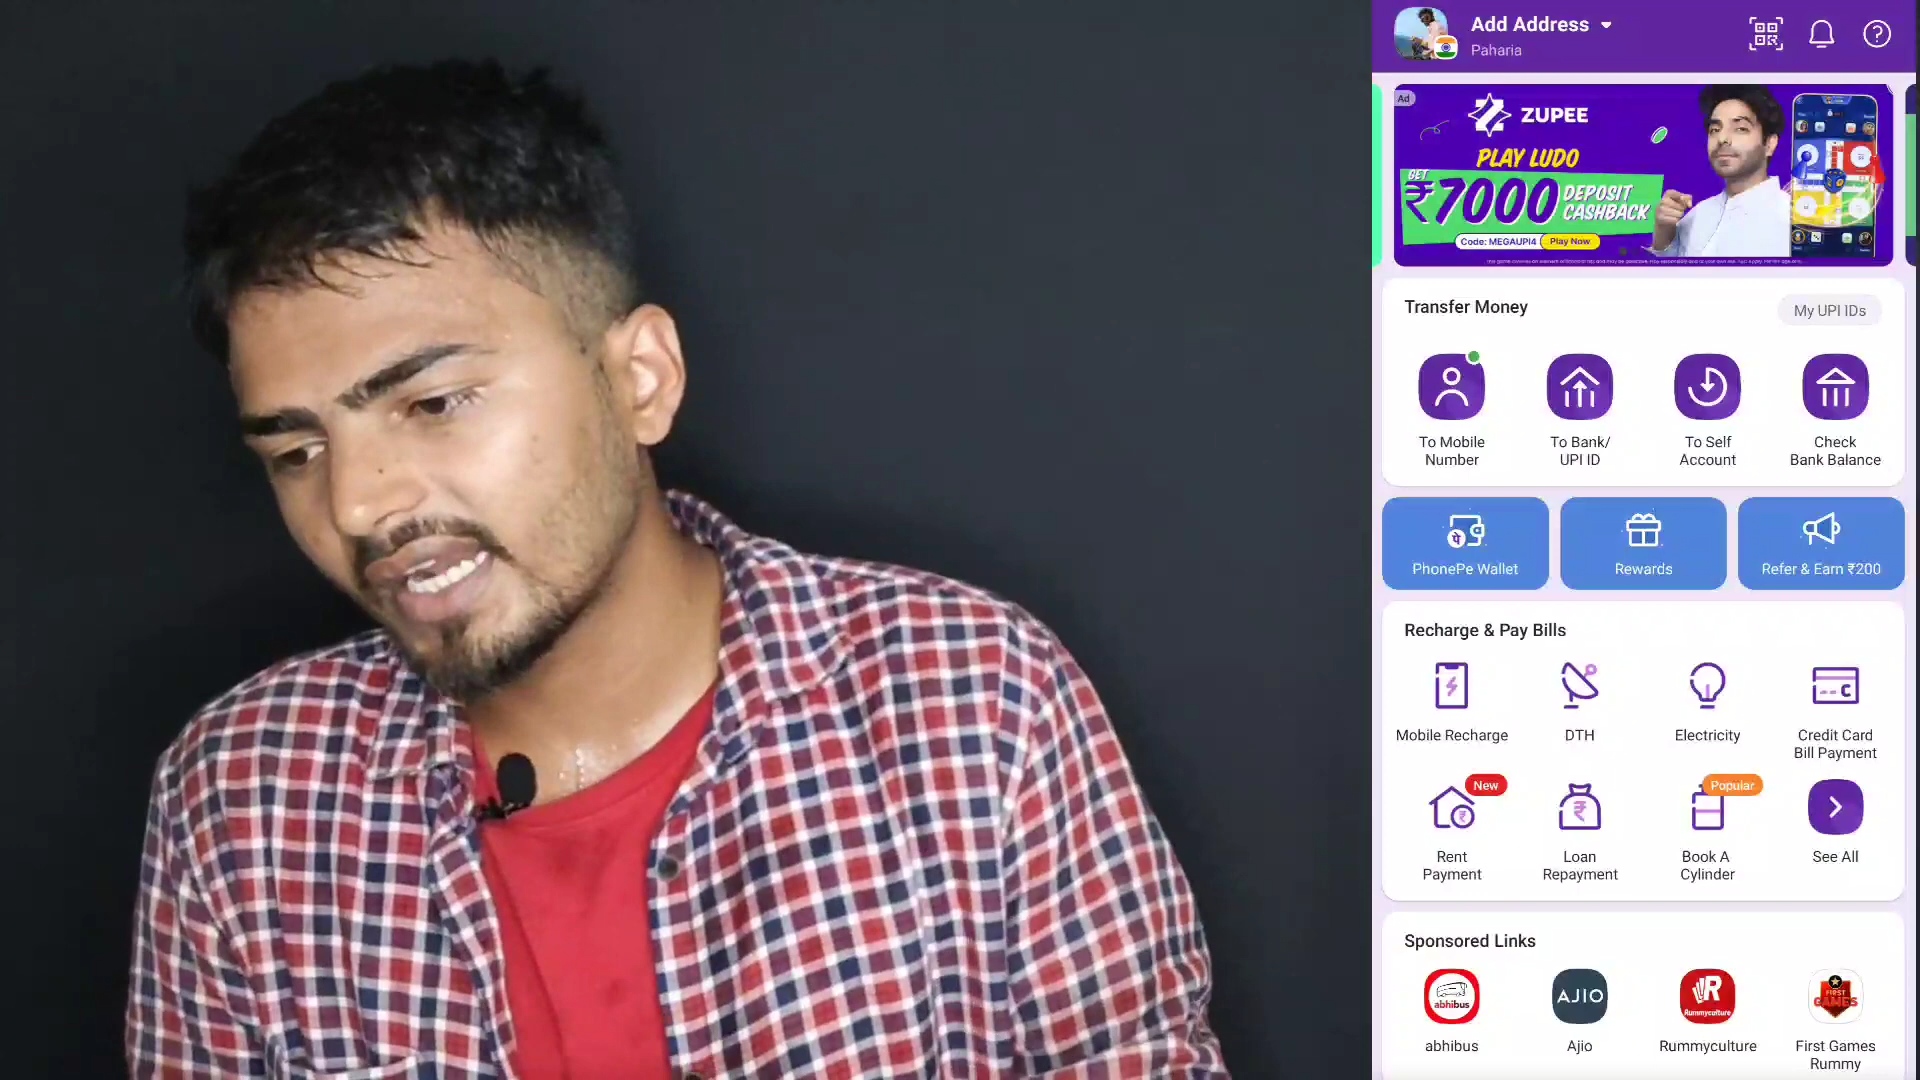 Add Address
Paharia
Ad
ZUPEE
PLAY LUDO
GET
₹7000 DEPOSIT CASHBACK
Code: MEGAUPI4 Play Now
Transfer Money
My UPI IDs
To Mobile Number
To Bank/ UPI ID
To Self Account
Check Bank Balance
पे
PhonePe Wallet
Rewards
Refer & Earn ₹200
Recharge & Pay Bills
Mobile Recharge
DTH
Electricity
C
Credit Card Bill Payment
New
Popular
Rent Payment
Loan Repayment
Book A Cylinder
See All
Sponsored Links
abhibus
AJIO
R
Rummyculture
FIRST GAMES
abhibus
Ajio
Rummyculture
First Games Rummy